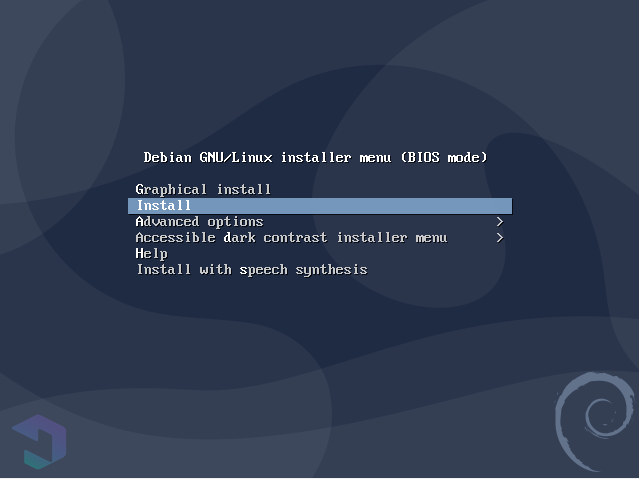 Debian GNU/Linux installer menu (BIOS mode)
Graphical install
Install
Advanced options >
Accessible dark contrast installer menu >
Help
Install with speech synthesis